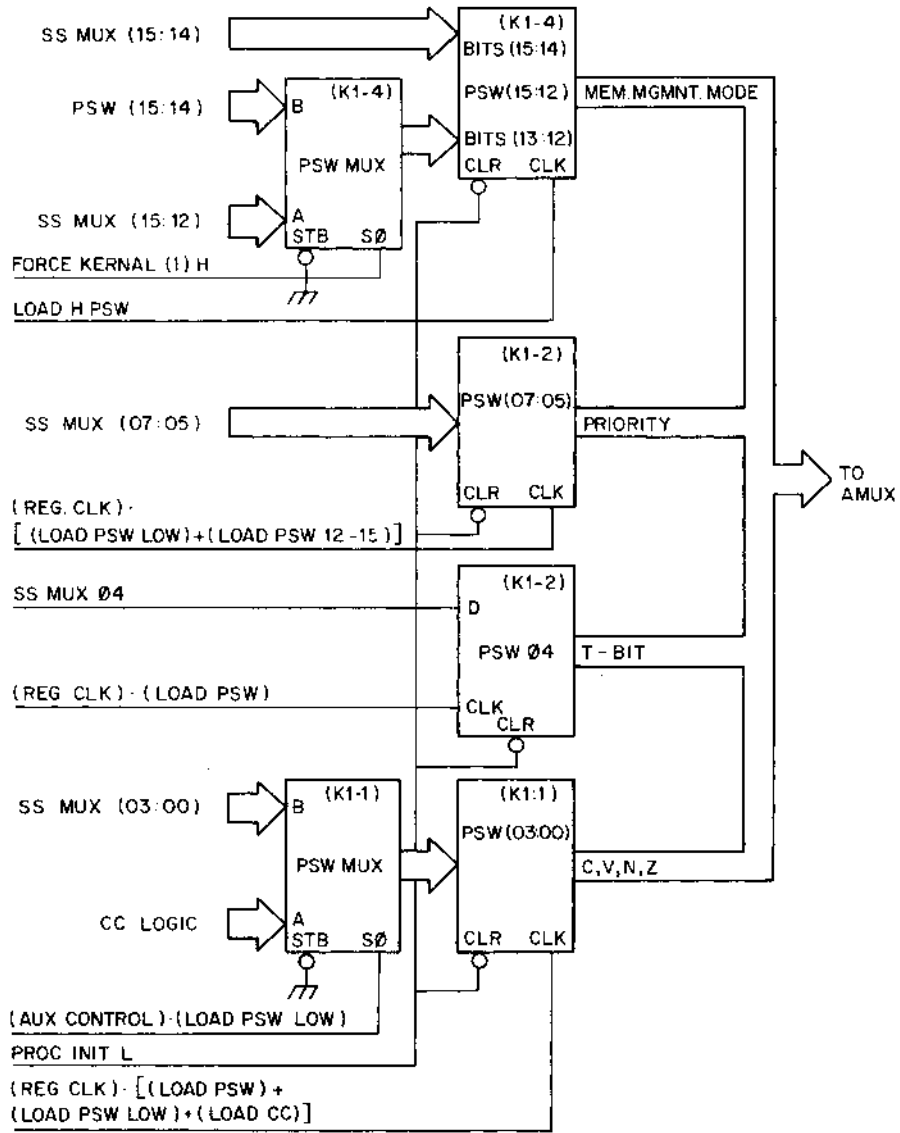 SS MUX (15:14)
(K1-4)
BITS (15:14)
PSW (15:12)
BITS (13:12)
CLR CLK
MEM.MGMNT.MODE
PSW (15:14)
(K1-4)
B
PSW MUX
SS MUX (15:12)
A
STB SØ
FORCE KERNAL (1) H
LOAD H PSW
(K1-2)
PSW (07:05)
CLR CLK
SS MUX (07:05)
PRIORITY
TO
AMUX
(REG. CLK) ·
[ (LOAD PSW LOW)+(LOAD PSW 12-15)]
SS MUX Ø4
(K1-2)
D
PSW Ø4
CLK
CLR
T-BIT
(REG CLK) · (LOAD PSW)
SS MUX (03:00)
(K1-1)
B
PSW MUX
CC LOGIC
A
STB SØ
(K1:1)
PSW (03:00)
CLR CLK
C,V,N,Z
(AUX CONTROL)·(LOAD PSW LOW)
PROC INIT L
(REG CLK) · [(LOAD PSW) +
(LOAD PSW LOW)+(LOAD CC)]